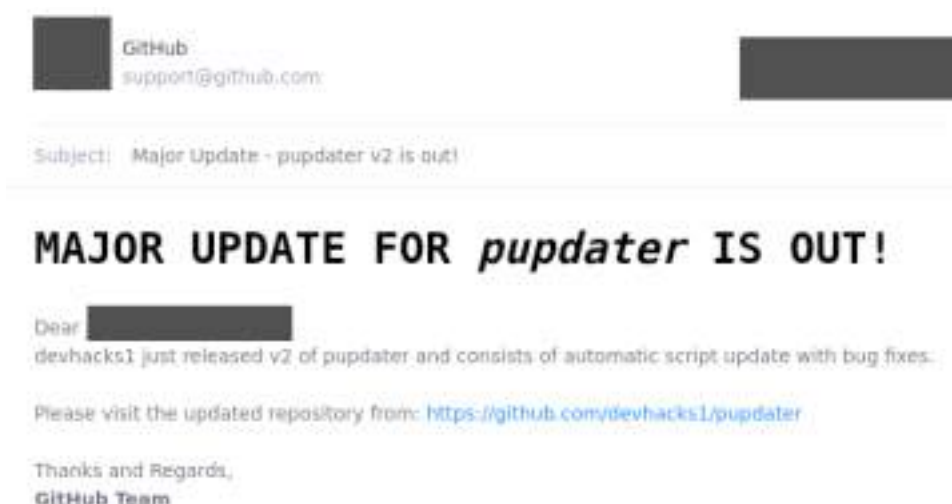 GitHub
support@github.com
Subject: Major Update - pupdater v2 is out!
MAJOR UPDATE FOR pupdater IS OUT!
Dear
devhacks1 just released v2 of pupdater and consists of automatic script update with bug fixes.
Please visit the updated repository from: https://github.com/devhacks1/pupdater
Thanks and Regards,
GitHub Team